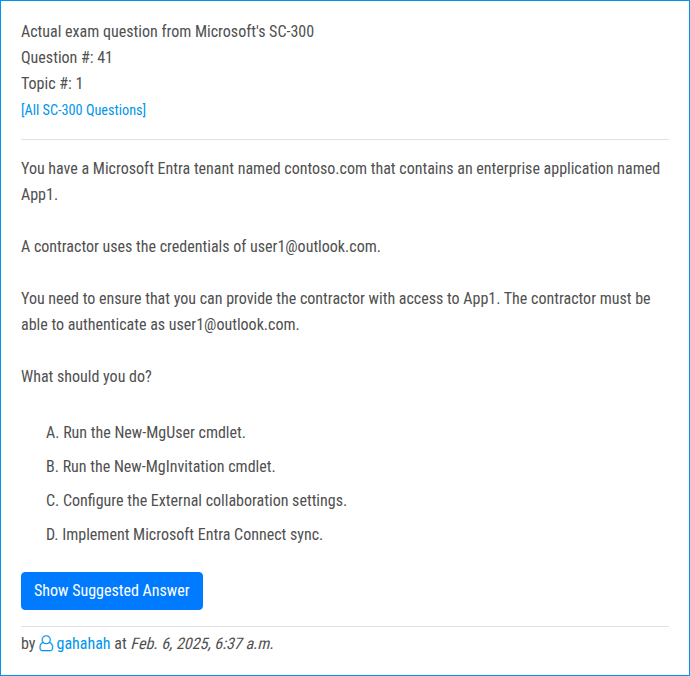 Actual exam question from Microsoft's SC-300
Question #: 41
Topic #: 1
[All SC-300 Questions]
You have a Microsoft Entra tenant named contoso.com that contains an enterprise application named
App1.
A contractor uses the credentials of user1@outlook.com.
You need to ensure that you can provide the contractor with access to App1. The contractor must be
able to authenticate as user1@outlook.com.
What should you do?
A. Run the New-MgUser cmdlet.
B. Run the New-MgInvitation cmdlet.
C. Configure the External collaboration settings.
D. Implement Microsoft Entra Connect sync.
Show Suggested Answer
by gahahah at Feb. 6, 2025, 6:37 a.m.